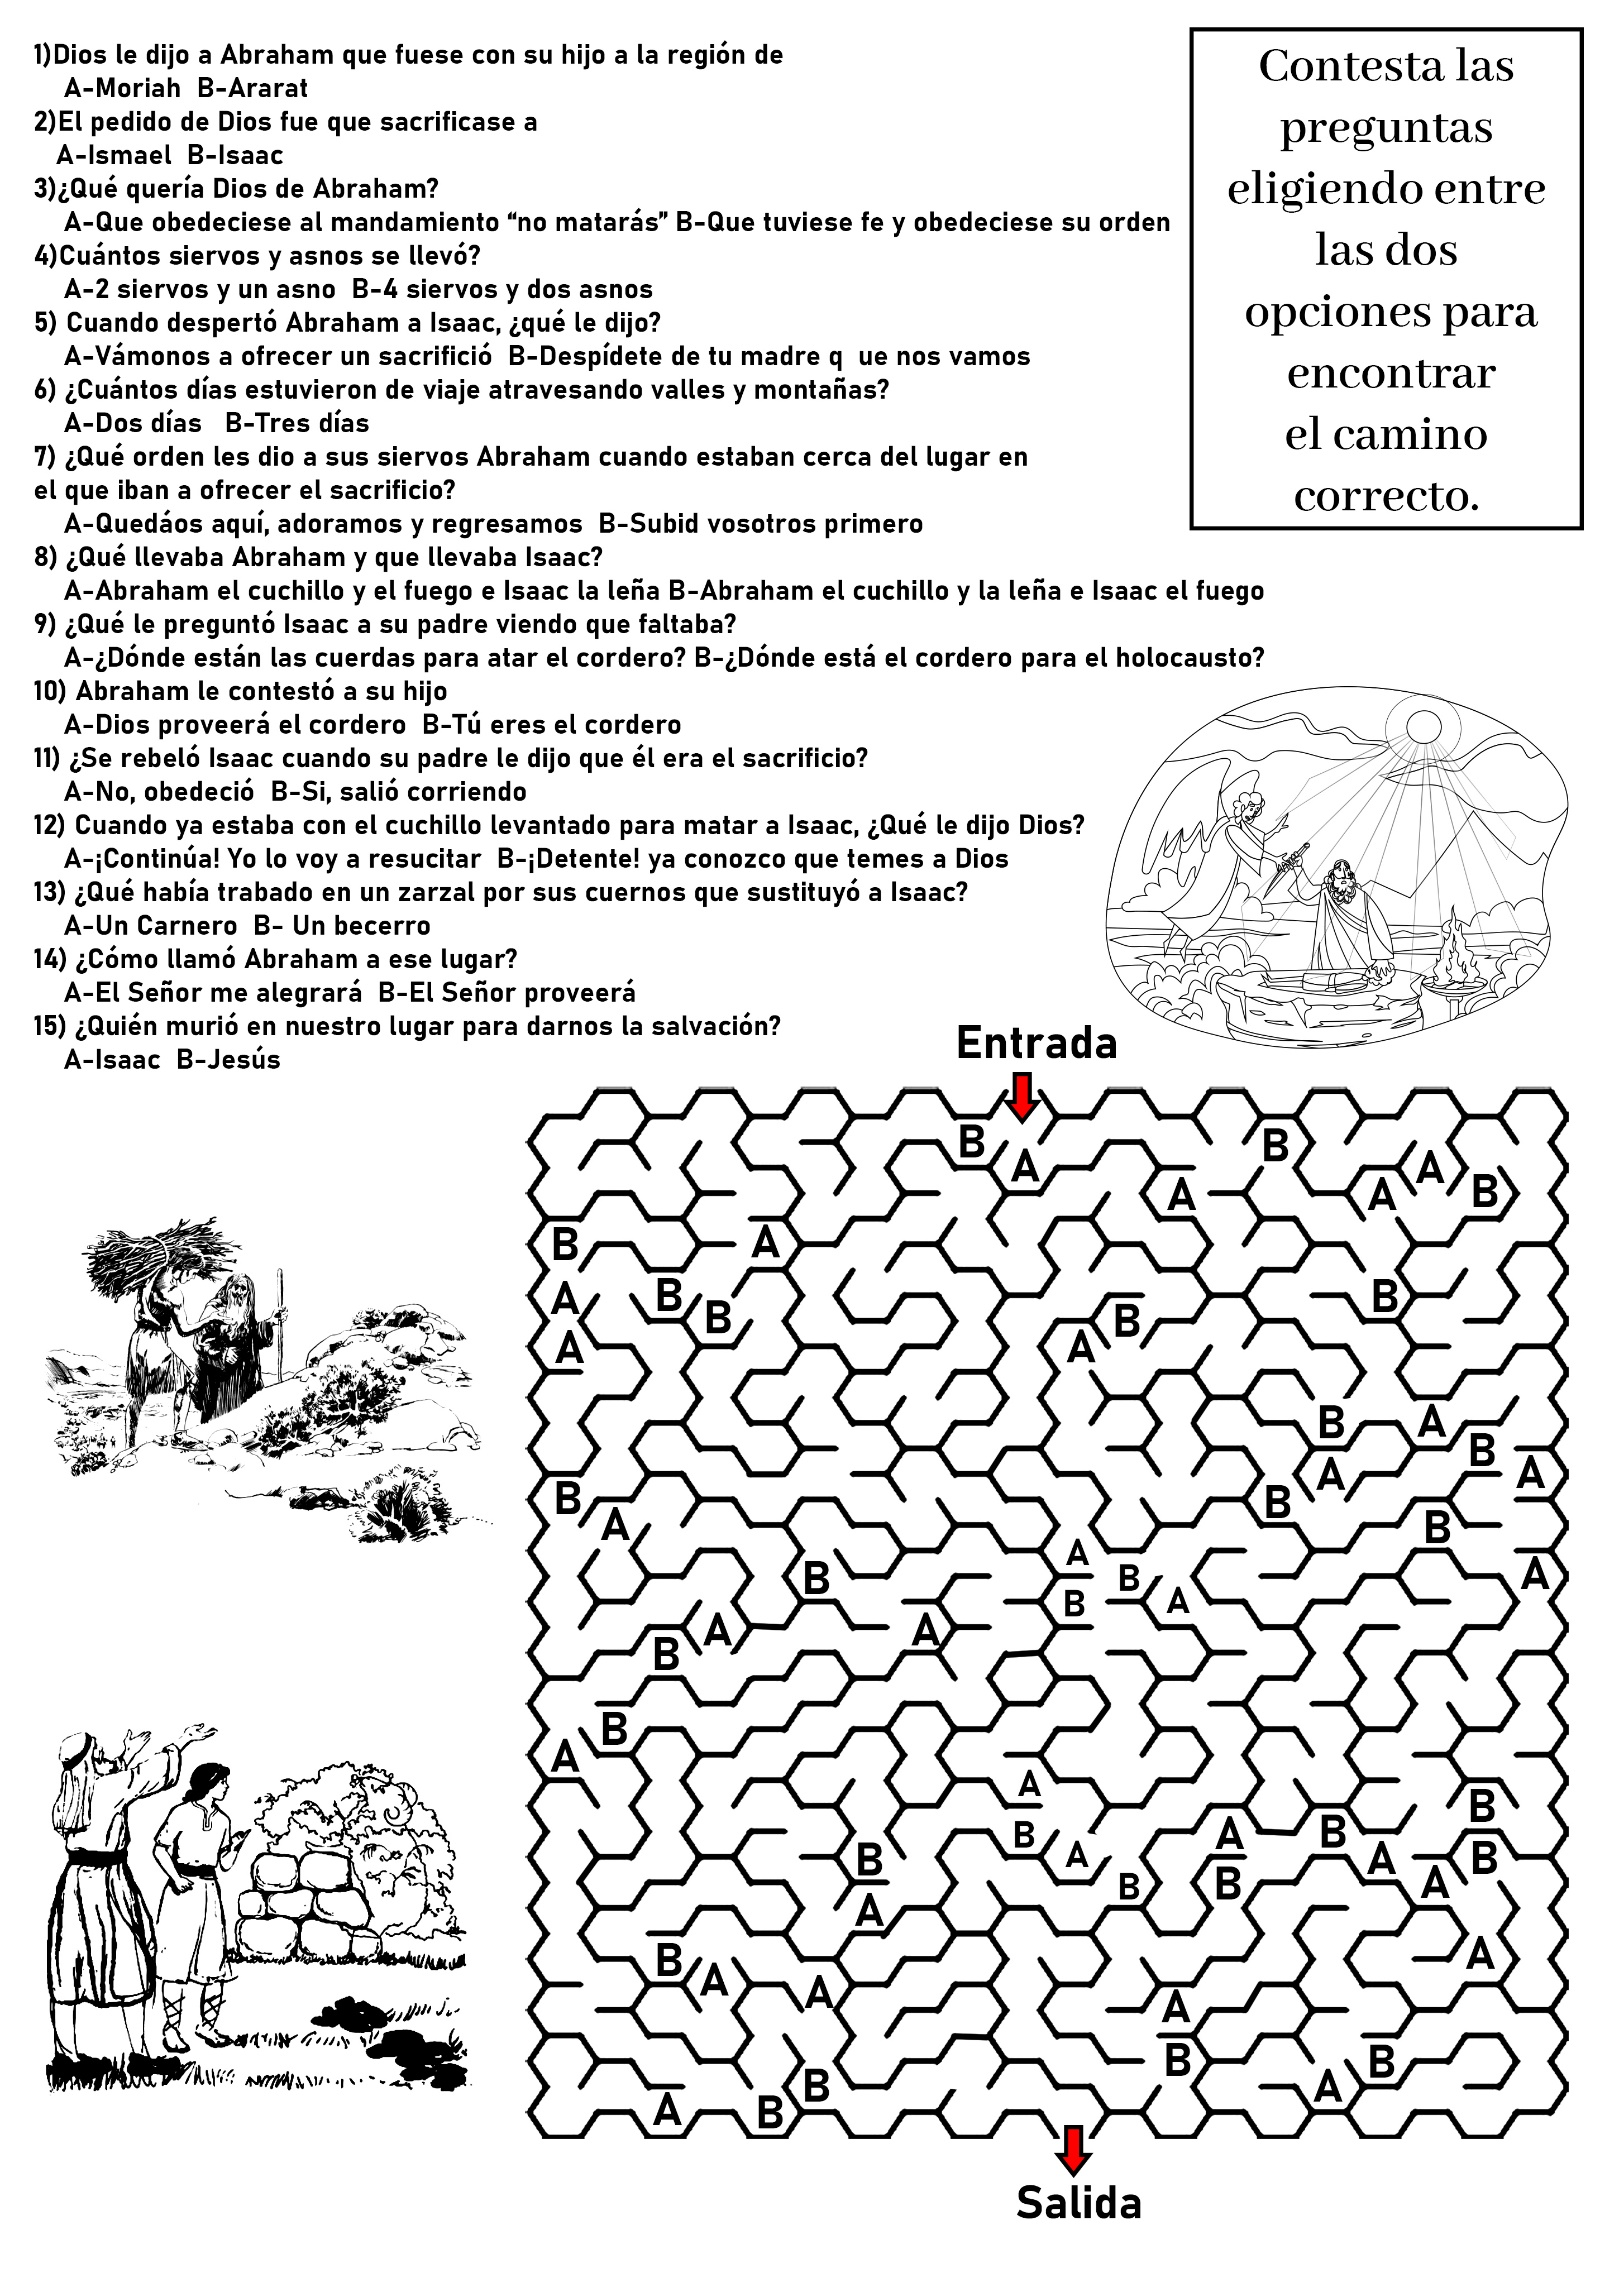 1)Dios le dijo a Abraham que fuese con su hijo a la región de
A-Moriah B-Ararat
2)El pedido de Dios fue que sacrificase a
A-Ismael B-Isaac
3)¿Qué quería Dios de Abraham?
A-Que obedeciese al mandamiento “no matarás” B-Que tuviese fe y obedeciese su orden
4)Cuántos siervos y asnos se llevó?
A-2 siervos y un asno B-4 siervos y dos asnos
5) Cuando despertó Abraham a Isaac, ¿qué le dijo?
A-Vámonos a ofrecer un sacrifició B-Despídete de tu madre q ue nos vamos
6) ¿Cuántos días estuvieron de viaje atravesando valles y montañas?
A-Dos días B-Tres días
7) ¿Qué orden les dio a sus siervos Abraham cuando estaban cerca del lugar en
el que iban a ofrecer el sacrificio?
A-Quedáos aquí, adoramos y regresamos B-Subid vosotros primero
8) ¿Qué llevaba Abraham y que llevaba Isaac?
A-Abraham el cuchillo y el fuego e Isaac la leña B-Abraham el cuchillo y la leña e Isaac el fuego
9) ¿Qué le preguntó Isaac a su padre viendo que faltaba?
A-¿Dónde están las cuerdas para atar el cordero? B-¿Dónde está el cordero para el holocausto?
10) Abraham le contestó a su hijo
A-Dios proveerá el cordero B-Tú eres el cordero
11) ¿Se rebeló Isaac cuando su padre le dijo que él era el sacrificio?
A-No, obedeció B-Si, salió corriendo
12) Cuando ya estaba con el cuchillo levantado para matar a Isaac, ¿Qué le dijo Dios?
A-¡Continúa! Yo lo voy a resucitar B-¡Detente! ya conozco que temes a Dios
13) ¿Qué había trabado en un zarzal por sus cuernos que sustituyó a Isaac?
A-Un Carnero B- Un becerro
14) ¿Cómo llamó Abraham a ese lugar?
A-El Señor me alegrará B-El Señor proveerá
15) ¿Quién murió en nuestro lugar para darnos la salvación?
A-Isaac B-Jesús
Contesta las
preguntas
eligiendo entre
las dos
opciones para
encontrar
el camino
correcto.
Entrada
B B
A A
A A B
B A
A B B B
B A
A
B A
B A A
B B
A B
A
B B A
B A
A A
B
B
A
A
B
B A B
B A A B
B B A
A
B A
A A
B B
B A
A B
Salida